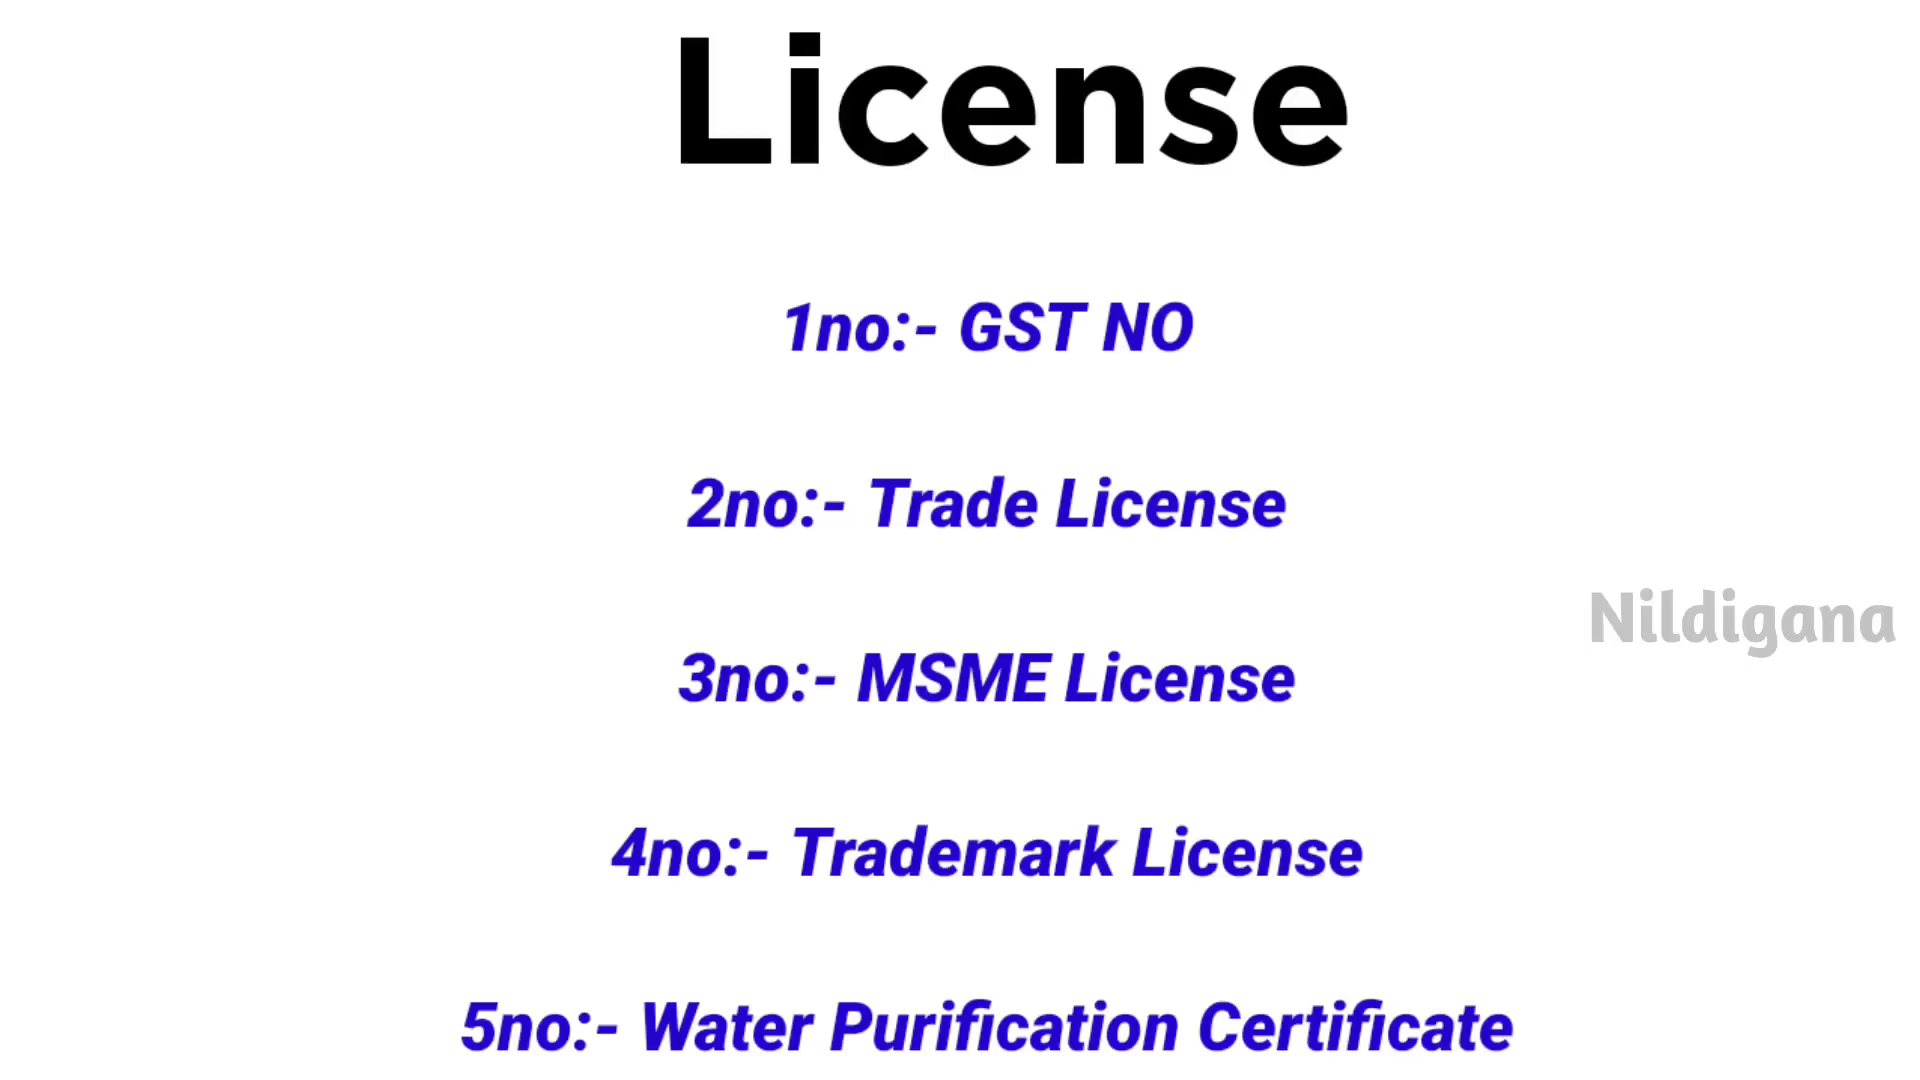 License
1no:- GST NO
2no:- Trade License
Nildigana
3no:- MSME License
4no:- Trademark License
5no:- Water Purification Certificate